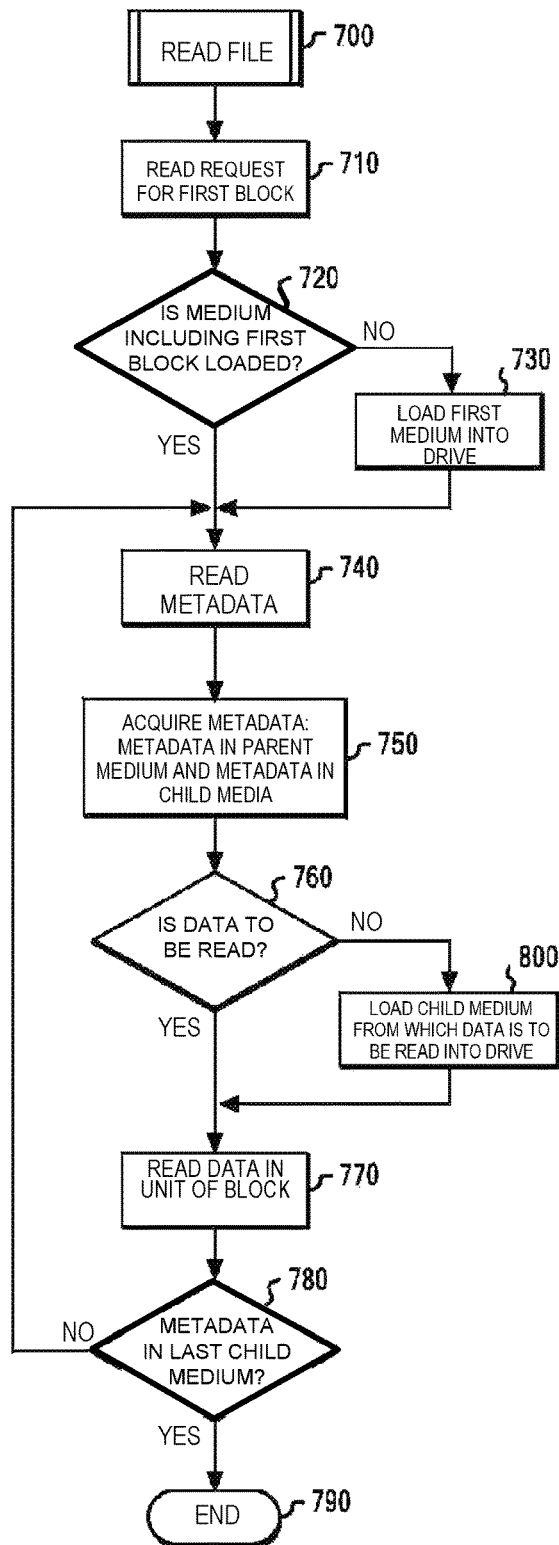 READ FILE
700
READ REQUEST
FOR FIRST BLOCK
710
720
IS MEDIUM
INCLUDING FIRST
BLOCK LOADED?
NO
730
LOAD FIRST
MEDIUM INTO
DRIVE
YES
READ
METADATA
740
ACQUIRE METADATA:
METADATA IN PARENT
MEDIUM AND METADATA IN
CHILD MEDIA
750
760
IS DATA TO
BE READ?
NO
800
LOAD CHILD MEDIUM
FROM WHICH DATA IS TO
BE READ INTO DRIVE
YES
READ DATA IN
UNIT OF BLOCK
770
780
NO
METADATA
IN LAST CHILD
MEDIUM?
YES
END
790